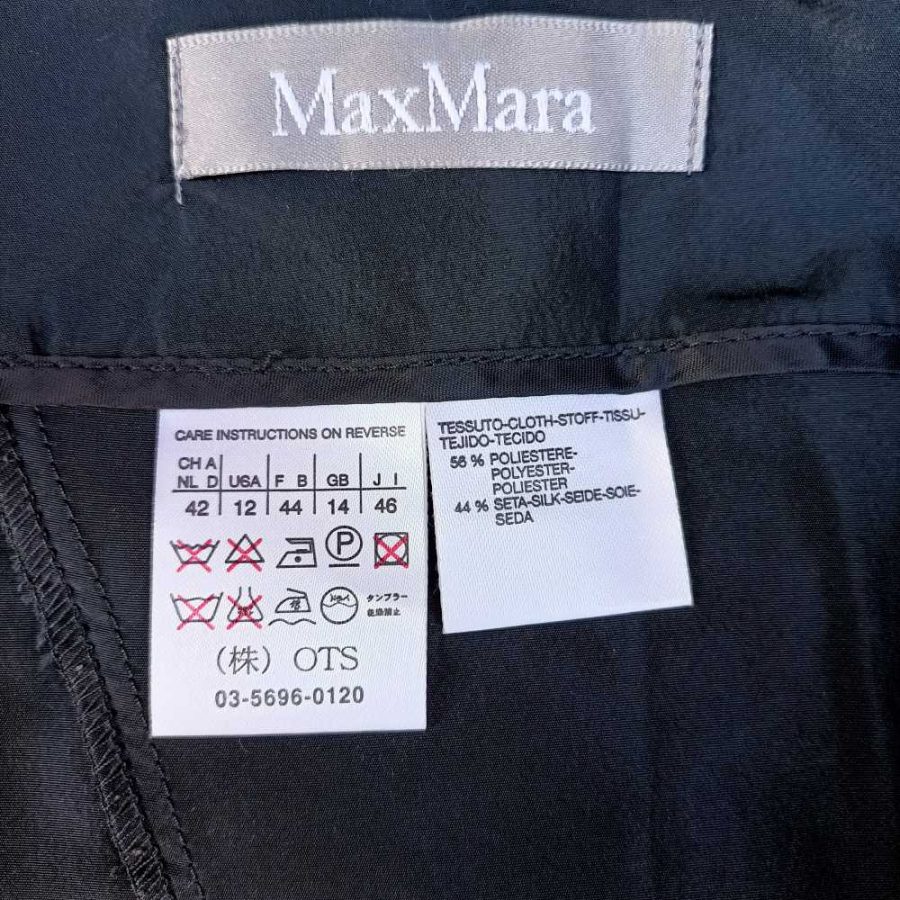 MaxMara
CARE INSTRUCTIONS ON REVERSE
CH A
NL D USA F B GB J I
42 12 44 14 46
P
タンブラー
乾燥禁止
(株) OTS
03-5696-0120
TESSUTO-CLOTH-STOFF-TISSU-
TEJIDO-TECIDO
56 % POLIESTERE-
POLYESTER-
POLIESTER
44 % SETA-SILK-SEIDE-SOIE-
SEDA